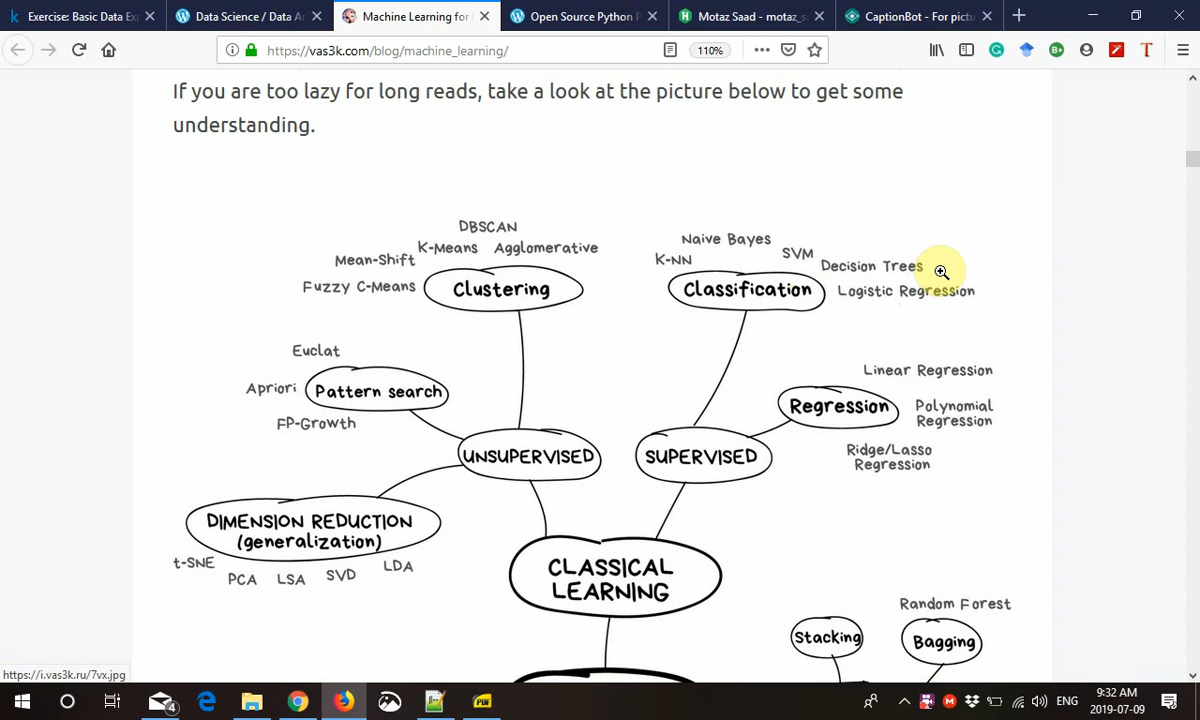 Exercise: Basic Data Ex
Data Science / Data A
Machine Learning for
Open Source Python P
Motaz Saad - motaz_s
CaptionBot - For pictu
https://vas3k.com/blog/machine_learning/
110%
If you are too lazy for long reads, take a look at the picture below to get some
understanding.
DBSCAN
K-Means
Agglomerative
Mean-Shift
Fuzzy C-Means
Clustering
Naive Bayes
K-NN
SVM
Decision Trees
Logistic Regression
Classification
Euclat
Apriori
Pattern search
FP-Growth
Linear Regression
Regression
Polynomial
Regression
Ridge/Lasso
Regression
UNSUPERVISED
SUPERVISED
DIMENSION REDUCTION
(generalization)
t-SNE
PCA
LSA
SVD
LDA
CLASSICAL
LEARNING
Random Forest
Stacking
Bagging
https://i.vas3k.ru/7vx.jpg
4
PDF
ENG
9:32 AM
2019-07-09